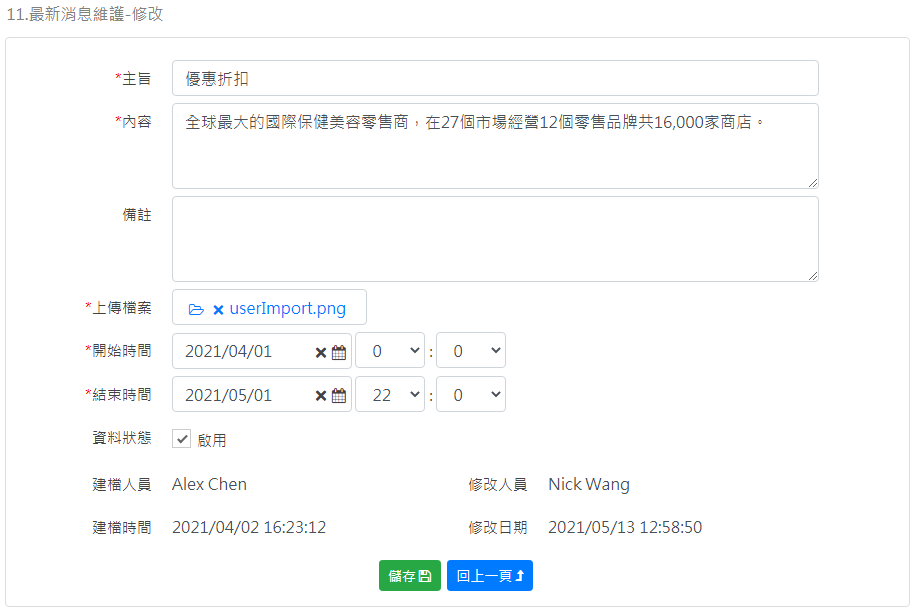 11.最新消息維護-修改
*主旨 優惠折扣
*內容 全球最大的國際保健美容零售商，在27個市場經營12個零售品牌共16,000家商店。
備註
*上傳檔案 userImport.png
*開始時間 2021/04/01 0 : 0
*結束時間 2021/05/01 22 : 0
資料狀態 啟用
建檔人員 Alex Chen 修改人員 Nick Wang
建檔時間 2021/04/02 16:23:12 修改日期 2021/05/13 12:58:50
儲存 回上一頁